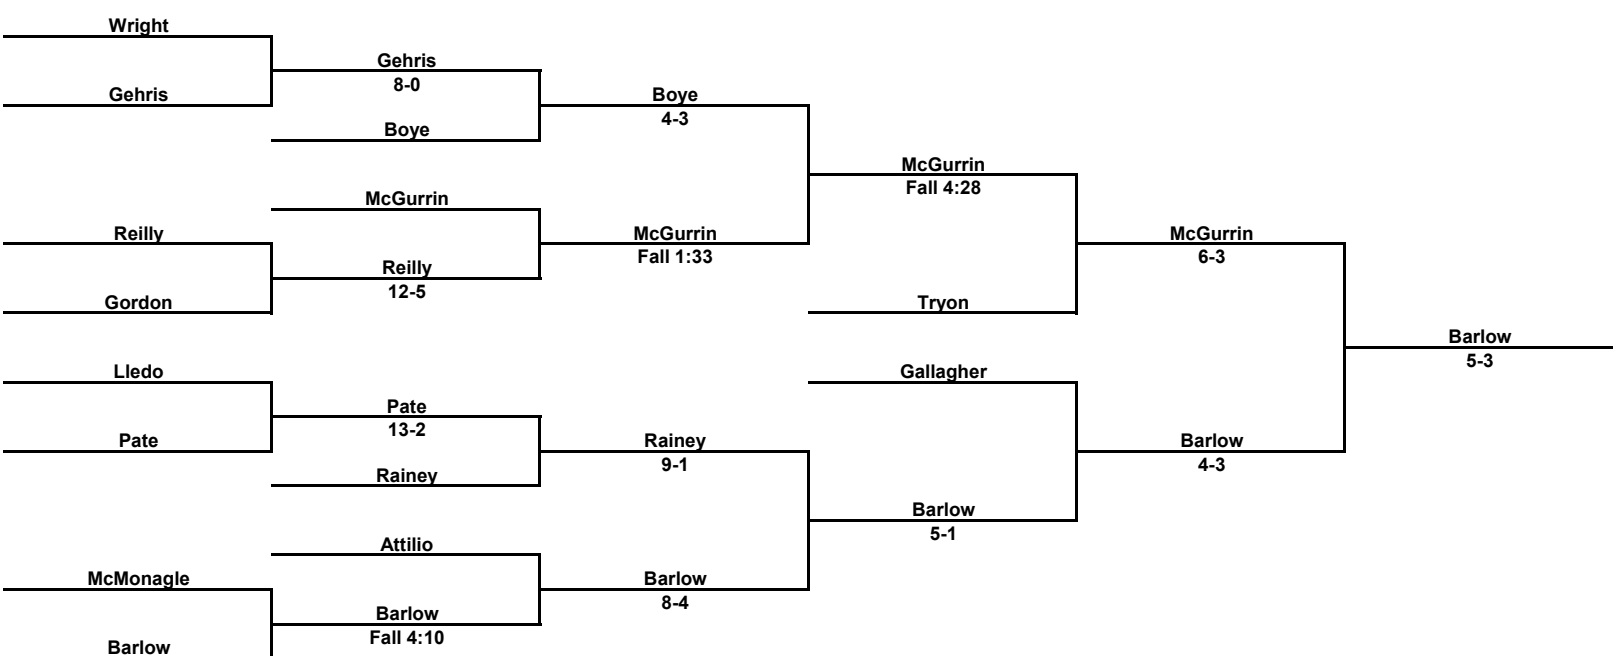 Wright
Gehris
8-0
Gehris
Boye
4-3
Boye
McGurrin
Fall 4:28
McGurrin
Reilly
McGurrin
Fall 1:33
McGurrin
6-3
Reilly
12-5
Gordon
Tryon
Barlow
5-3
Lledo
Gallagher
Pate
13-2
Pate
Rainey
9-1
Barlow
4-3
Rainey
Barlow
5-1
Attilio
McMonagle
Barlow
8-4
Barlow
Fall 4:10
Barlow